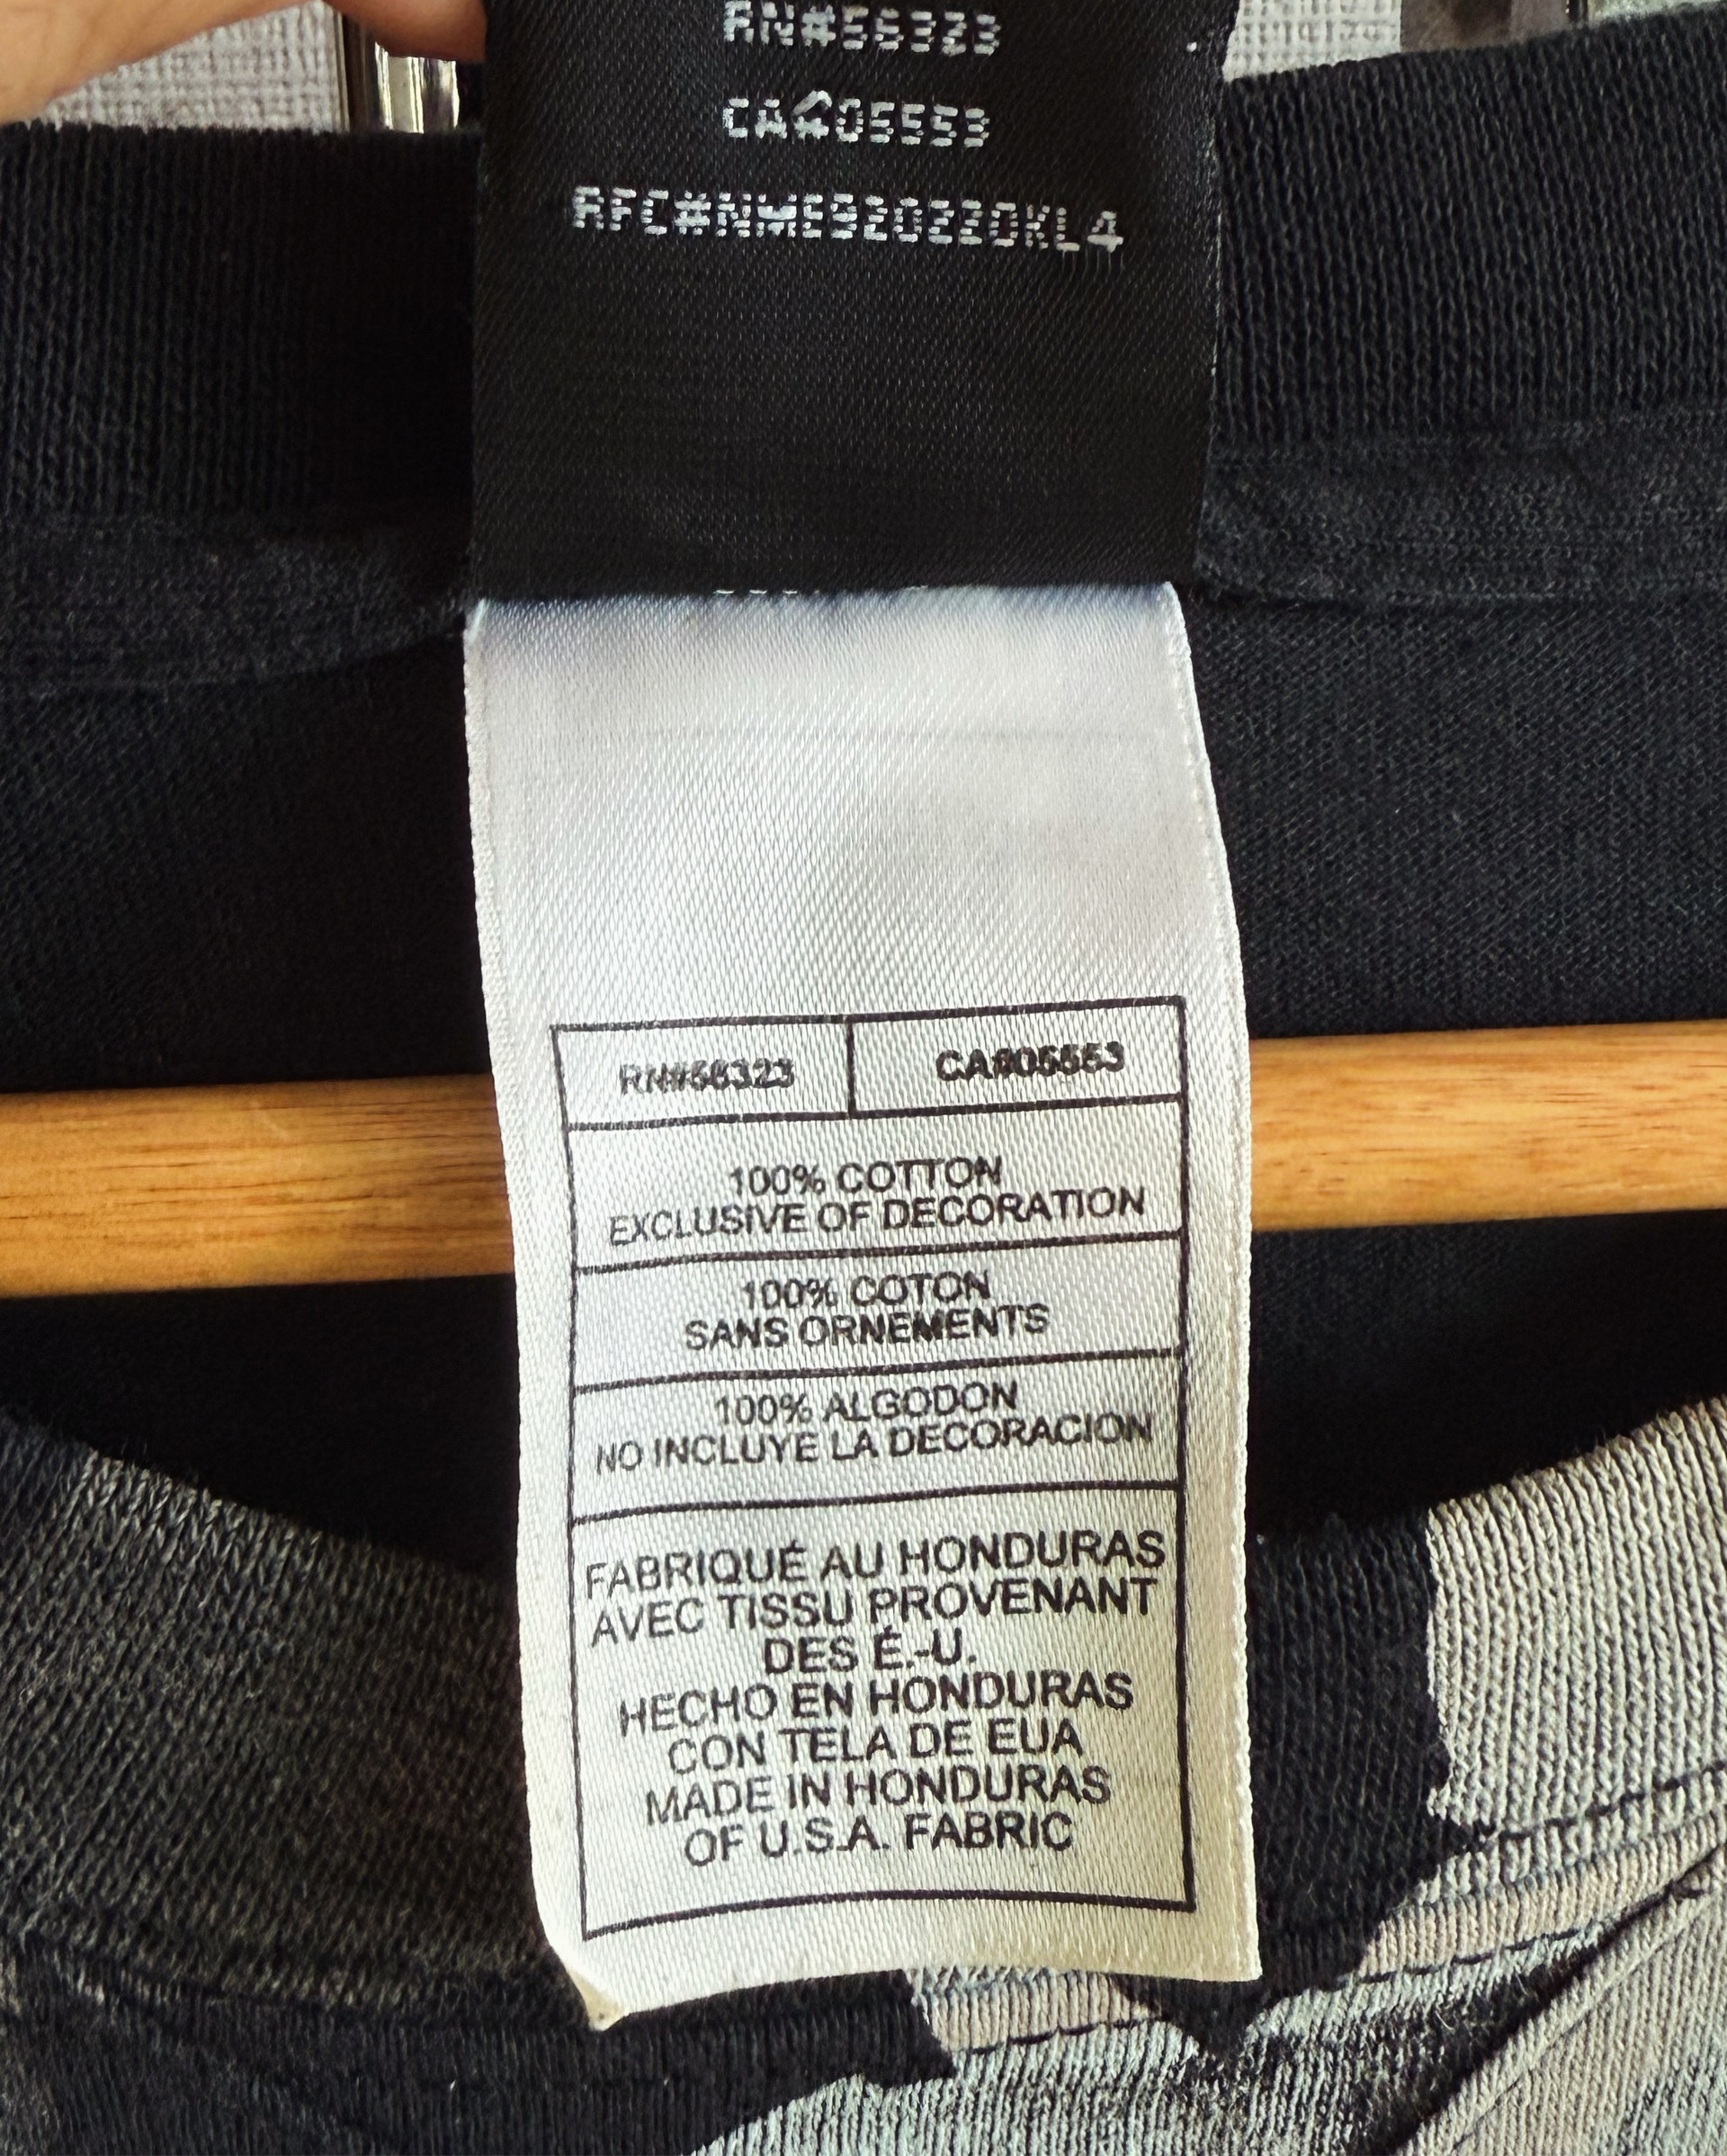 RN#56323
CA#05553
RFC#NME920220KL4
RN#56323 CA#05553
100% COTTON
EXCLUSIVE OF DECORATION
100% COTON
SANS ORNEMENTS
100% ALGODON
NO INCLUYE LA DECORACION
FABRIQUÉ AU HONDURAS
AVEC TISSU PROVENANT
DES É.-U.
HECHO EN HONDURAS
CON TELA DE EUA
MADE IN HONDURAS
OF U.S.A. FABRIC